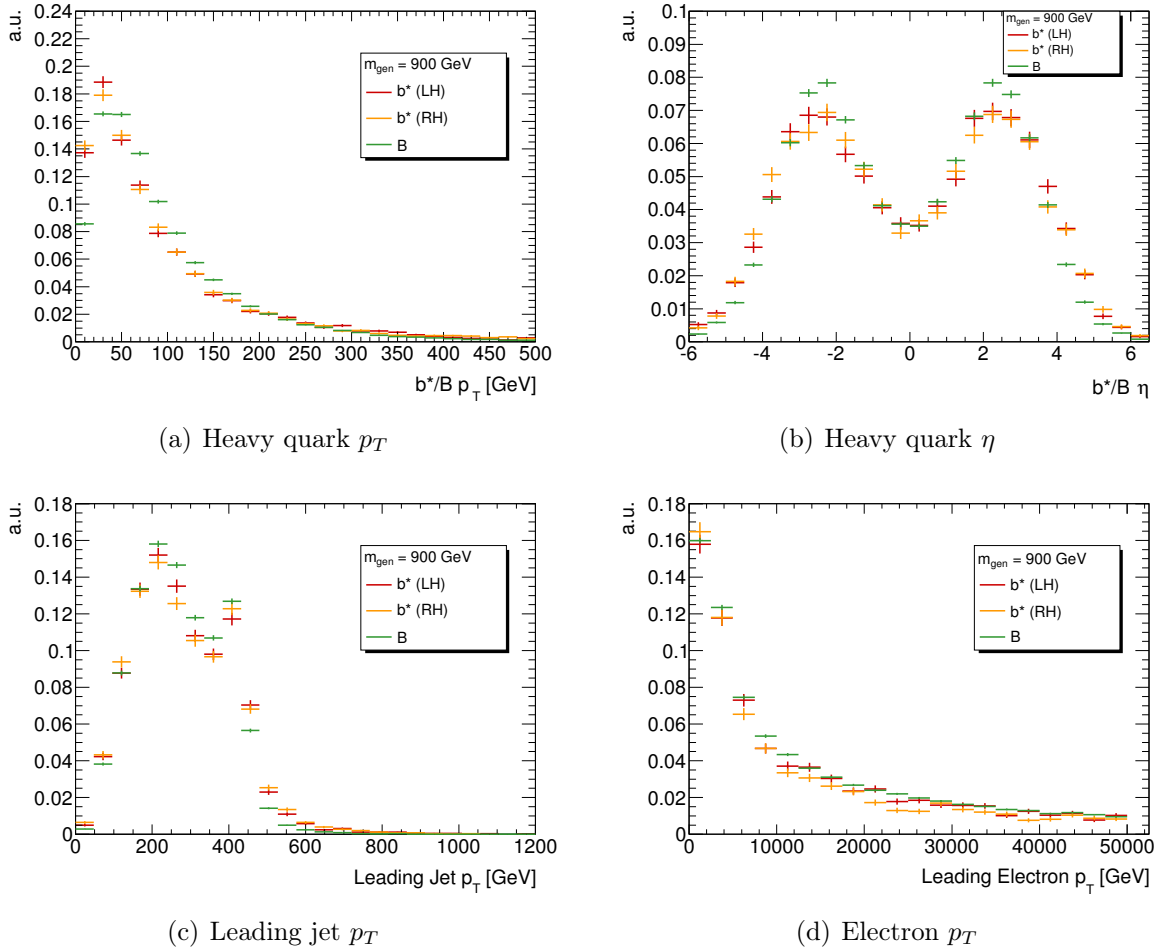 a.u.
0.24
0.22
0.2
0.18
0.16
0.14
0.12
0.1
0.08
0.06
0.04
0.02
0
0 50 100 150 200 250 300 350 400 450 500
b*/B p_T [GeV]
m_gen = 900 GeV
b* (LH)
b* (RH)
B
(a) Heavy quark p_T
a.u.
0.1
0.09
0.08
0.07
0.06
0.05
0.04
0.03
0.02
0.01
0
-6 -4 -2 0 2 4 6
b*/B η
m_gen = 900 GeV
b* (LH)
b* (RH)
B
(b) Heavy quark η
a.u.
0.18
0.16
0.14
0.12
0.1
0.08
0.06
0.04
0.02
0
0 200 400 600 800 1000 1200
Leading Jet p_T [GeV]
m_gen = 900 GeV
b* (LH)
b* (RH)
B
(c) Leading jet p_T
a.u.
0.18
0.16
0.14
0.12
0.1
0.08
0.06
0.04
0.02
0
0 10000 20000 30000 40000 50000
Leading Electron p_T [GeV]
m_gen = 900 GeV
b* (LH)
b* (RH)
B
(d) Electron p_T